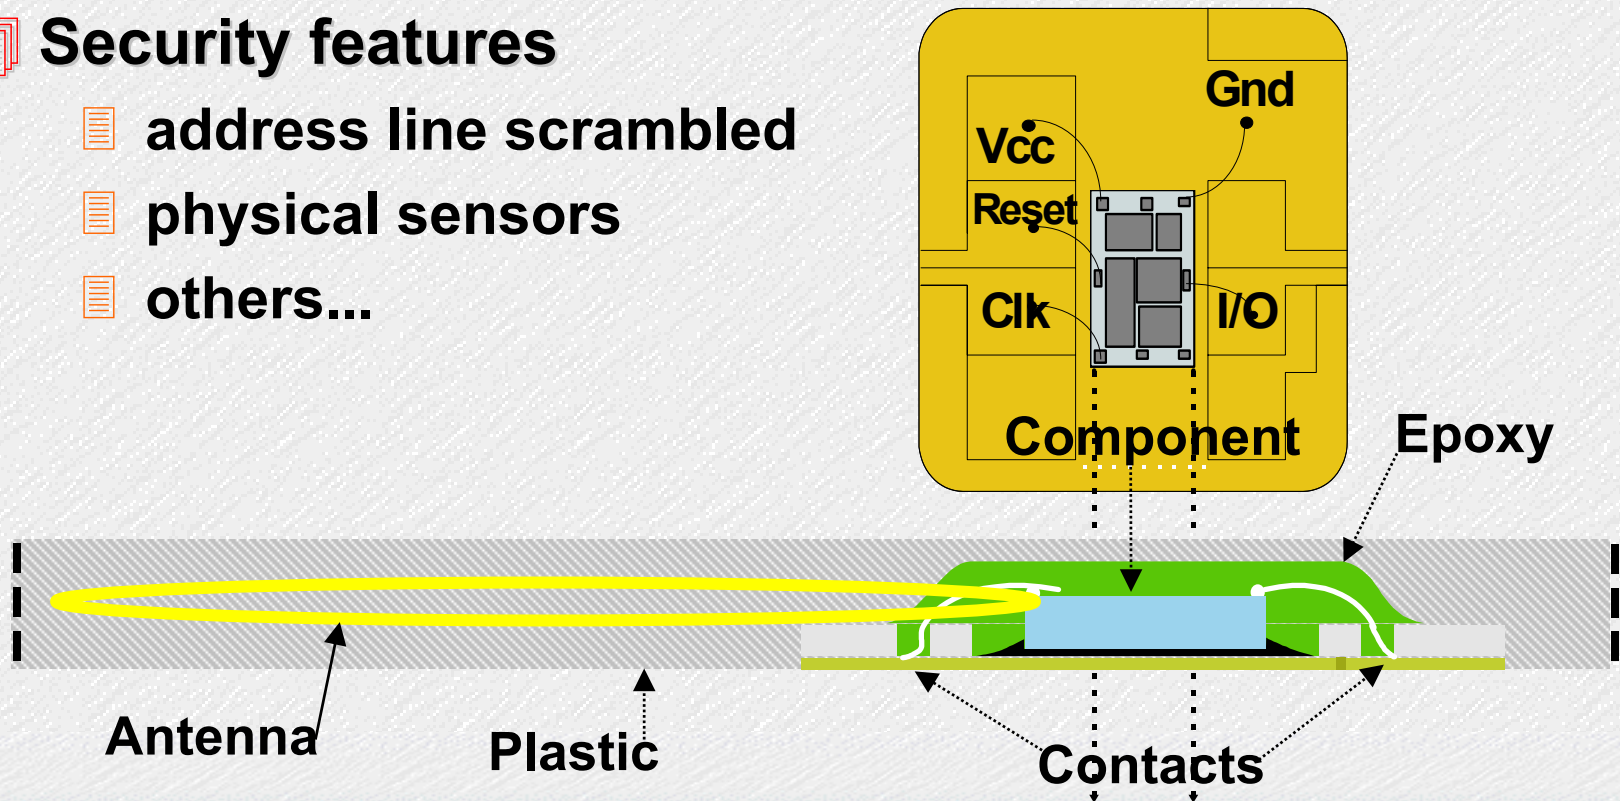 Security features
address line scrambled
physical sensors
others...
Gnd
Vcc
Reset
Clk
I/O
Component
Epoxy
Antenna
Plastic
Contacts